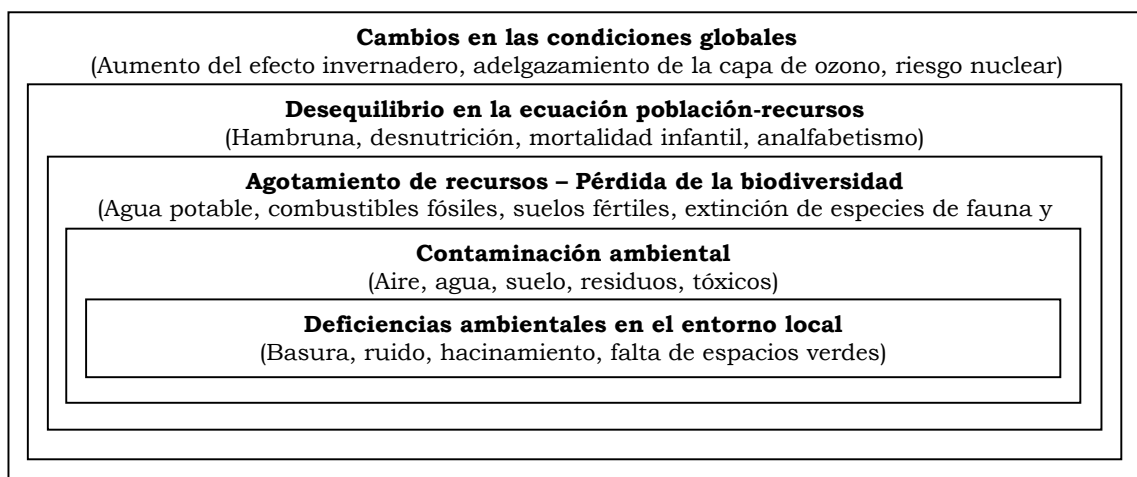 Cambios en las condiciones globales
(Aumento del efecto invernadero, adelgazamiento de la capa de ozono, riesgo nuclear)
Desequilibrio en la ecuación población-recursos
(Hambruna, desnutrición, mortalidad infantil, analfabetismo)
Agotamiento de recursos – Pérdida de la biodiversidad
(Agua potable, combustibles fósiles, suelos fértiles, extinción de especies de fauna y
Contaminación ambiental
(Aire, agua, suelo, residuos, tóxicos)
Deficiencias ambientales en el entorno local
(Basura, ruido, hacinamiento, falta de espacios verdes)